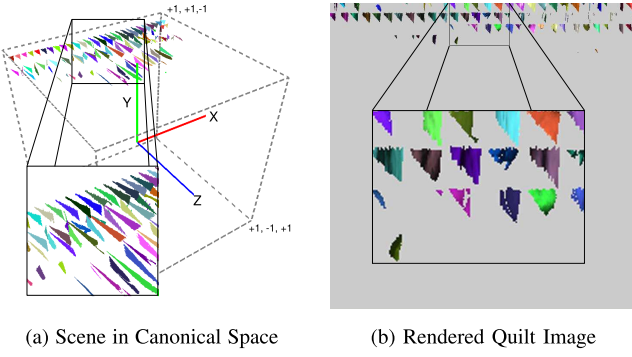 +1, +1,-1
Y
X
Z
+1, -1, +1
(a) Scene in Canonical Space
(b) Rendered Quilt Image